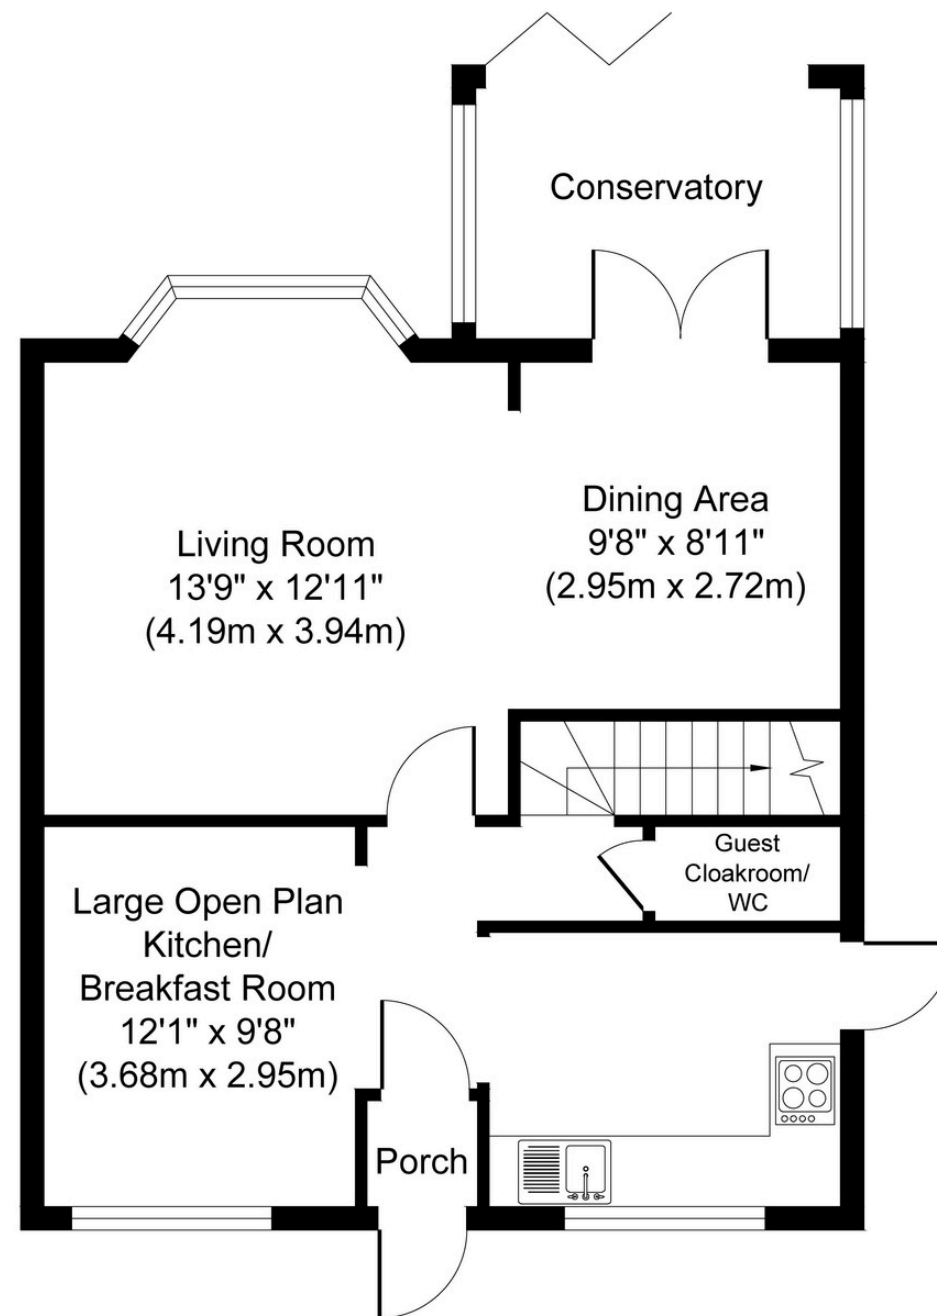 Conservatory
Dining Area
9'8" x 8'11"
(2.95m x 2.72m)
Living Room
13'9" x 12'11"
(4.19m x 3.94m)
Guest
Cloakroom/
WC
Large Open Plan
Kitchen/
Breakfast Room
12'1" x 9'8"
(3.68m x 2.95m)
Porch